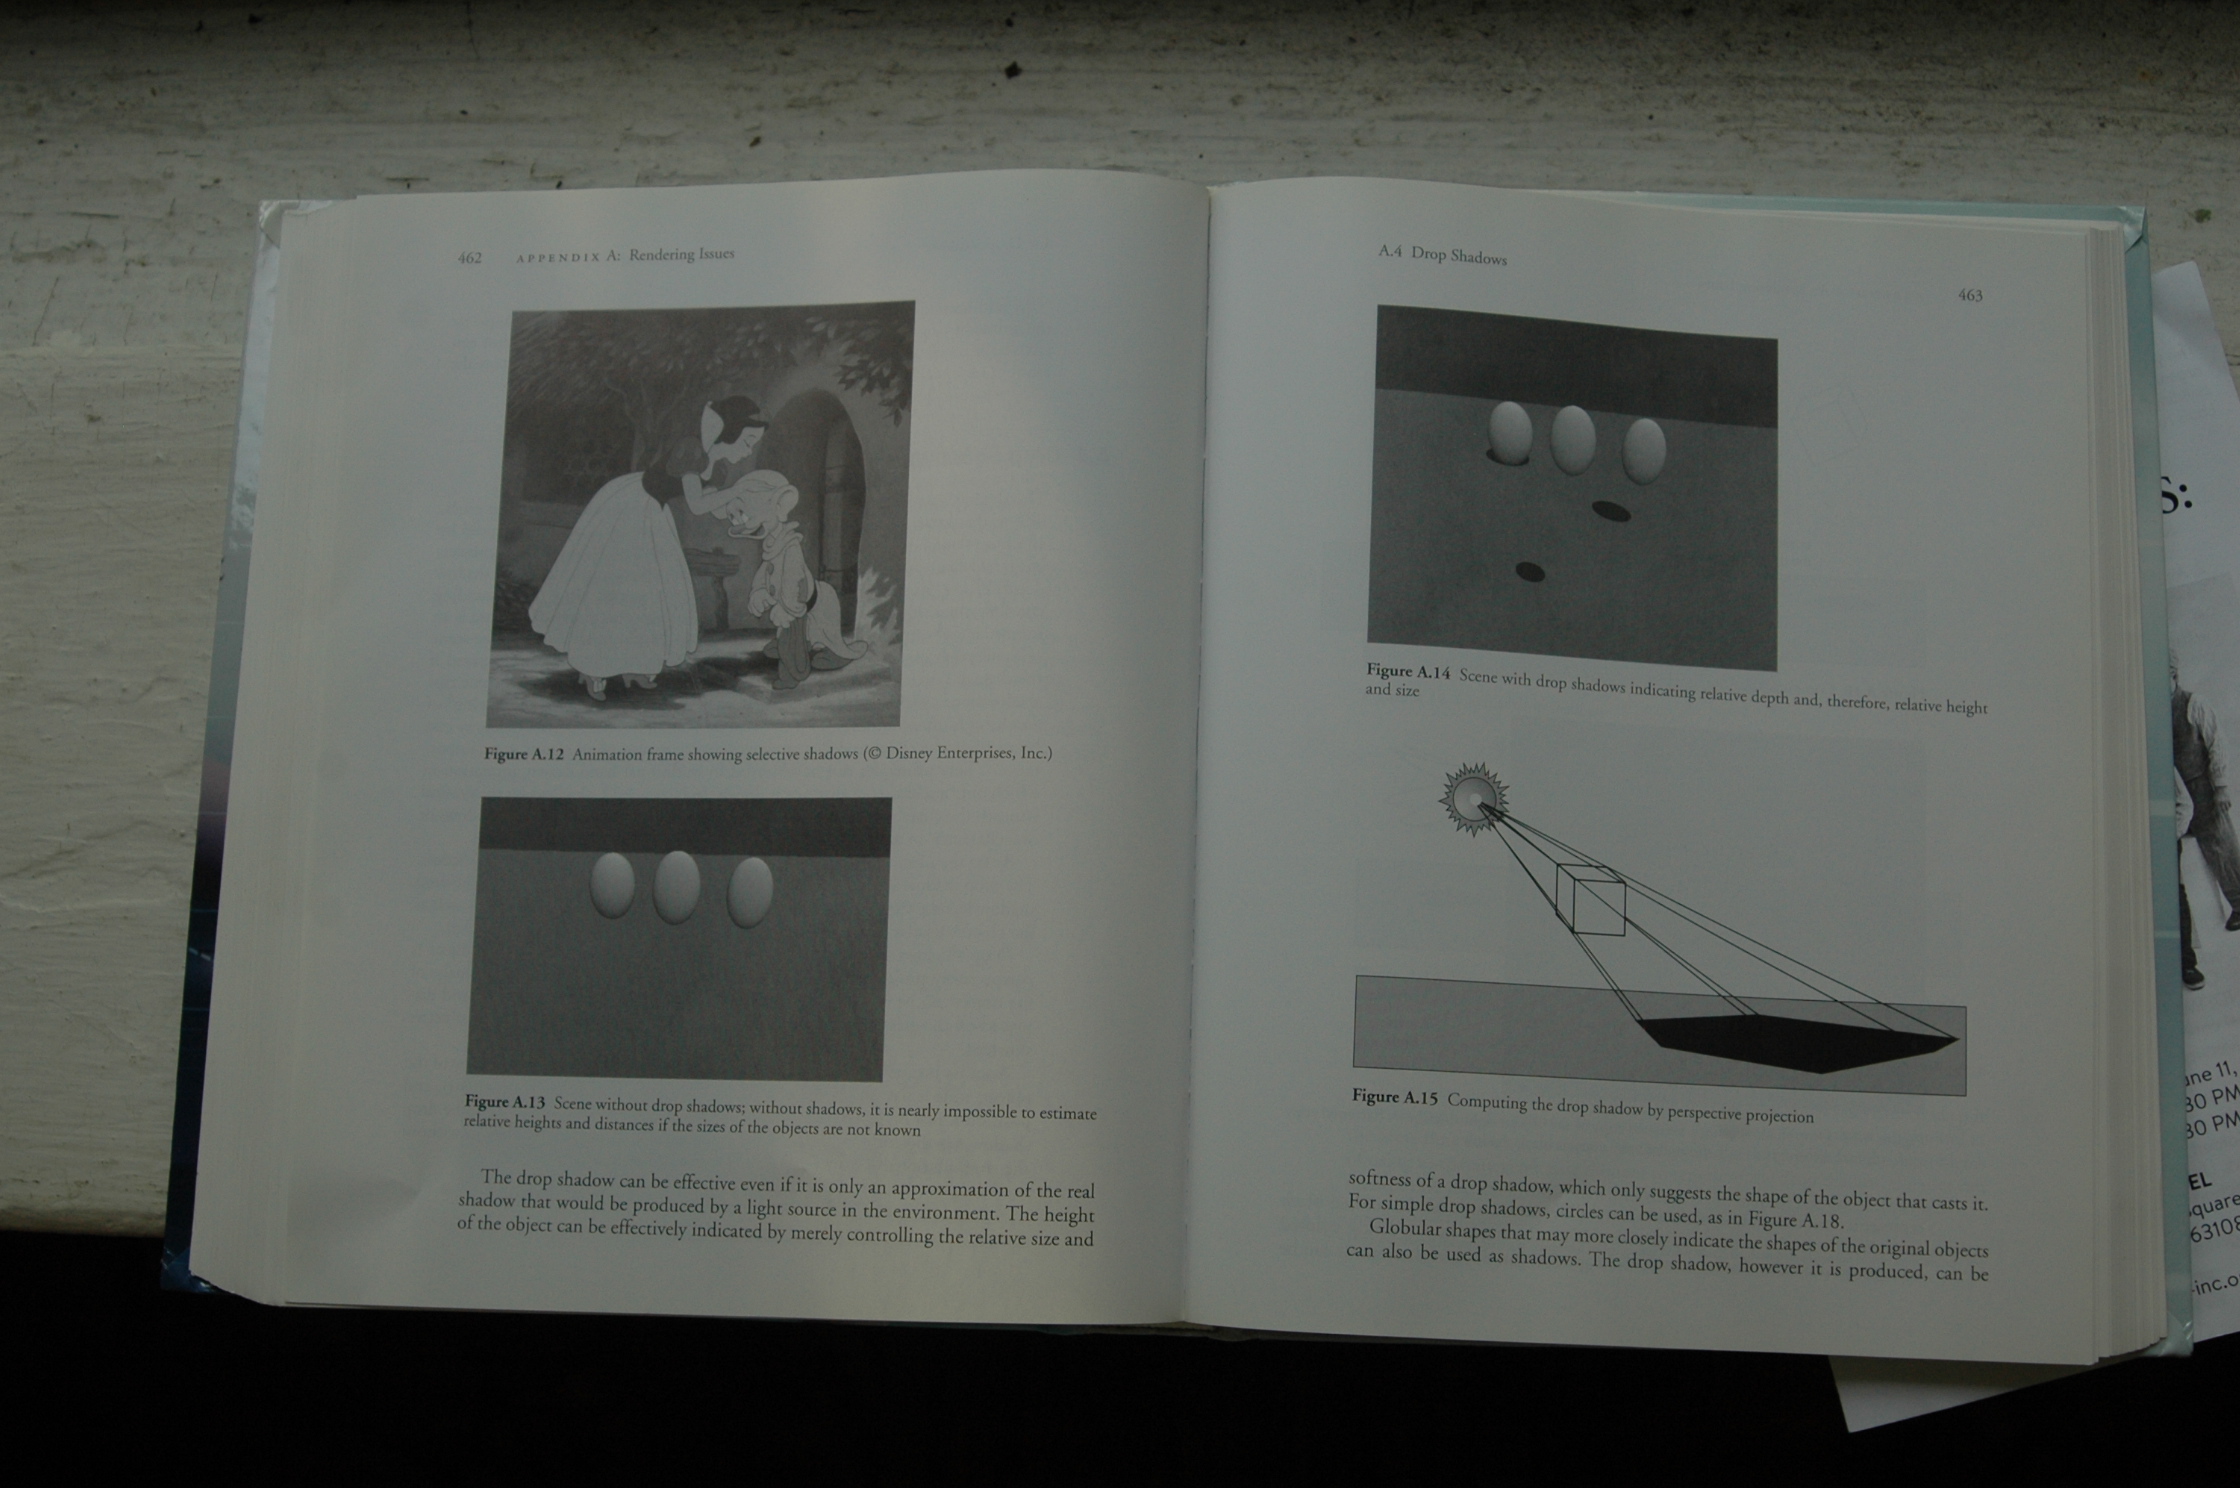 462 APPENDIX A: Rendering Issues
Figure A.12 Animation frame showing selective shadows (© Disney Enterprises, Inc.)
Figure A.13 Scene without drop shadows; without shadows, it is nearly impossible to estimate
relative heights and distances if the sizes of the objects are not known
The drop shadow can be effective even if it is only an approximation of the real
shadow that would be produced by a light source in the environment. The height
of the object can be effectively indicated by merely controlling the relative size and
A.4 Drop Shadows
463
Figure A.14 Scene with drop shadows indicating relative depth and, therefore, relative height
and size
Figure A.15 Computing the drop shadow by perspective projection
softness of a drop shadow, which only suggests the shape of the object that casts it.
For simple drop shadows, circles can be used, as in Figure A.18.
Globular shapes that may more closely indicate the shapes of the original objects
can also be used as shadows. The drop shadow, however it is produced, can be
S:
une 11,
30 PM
30 PM
EL
quare
63108
-inc.o